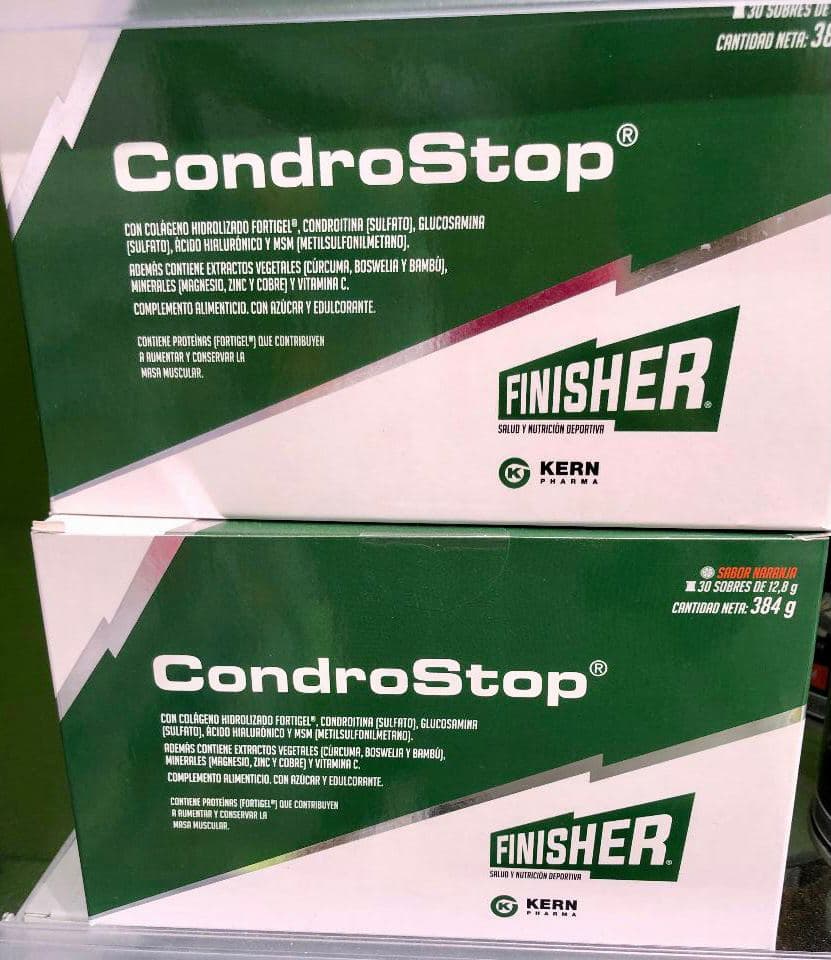 30 SOBRES DE
CANTIDAD NETA: 38
CondroStop®
CON COLÁGENO HIDROLIZADO FORTIGEL®, CONDROITINA (SULFATO), GLUCOSAMINA
(SULFATO), ÁCIDO HIALURÓNICO Y MSM (METILSULFONILMETANO).
ADEMÁS CONTIENE EXTRACTOS VEGETALES (CÚRCUMA, BOSWELIA Y BAMBÚ),
MINERALES (MAGNESIO, ZINC Y COBRE) Y VITAMINA C.
COMPLEMENTO ALIMENTICIO. CON AZÚCAR Y EDULCORANTE.
CONTIENE PROTEÍNAS (FORTIGEL®) QUE CONTRIBUYEN
A AUMENTAR Y CONSERVAR LA
MASA MUSCULAR.
FINISHER®
SALUD Y NUTRICIÓN DEPORTIVA
K KERN
PHARMA
SABOR NARANJA
30 SOBRES DE 12,8 g
CANTIDAD NETA: 384 g
CondroStop®
CON COLÁGENO HIDROLIZADO FORTIGEL®, CONDROITINA (SULFATO), GLUCOSAMINA
(SULFATO), ÁCIDO HIALURÓNICO Y MSM (METILSULFONILMETANO).
ADEMÁS CONTIENE EXTRACTOS VEGETALES (CÚRCUMA, BOSWELIA Y BAMBÚ),
MINERALES (MAGNESIO, ZINC Y COBRE) Y VITAMINA C.
COMPLEMENTO ALIMENTICIO. CON AZÚCAR Y EDULCORANTE.
CONTIENE PROTEÍNAS (FORTIGEL®) QUE CONTRIBUYEN
A AUMENTAR Y CONSERVAR LA
MASA MUSCULAR.
FINISHER®
SALUD Y NUTRICIÓN DEPORTIVA
K KERN
PHARMA